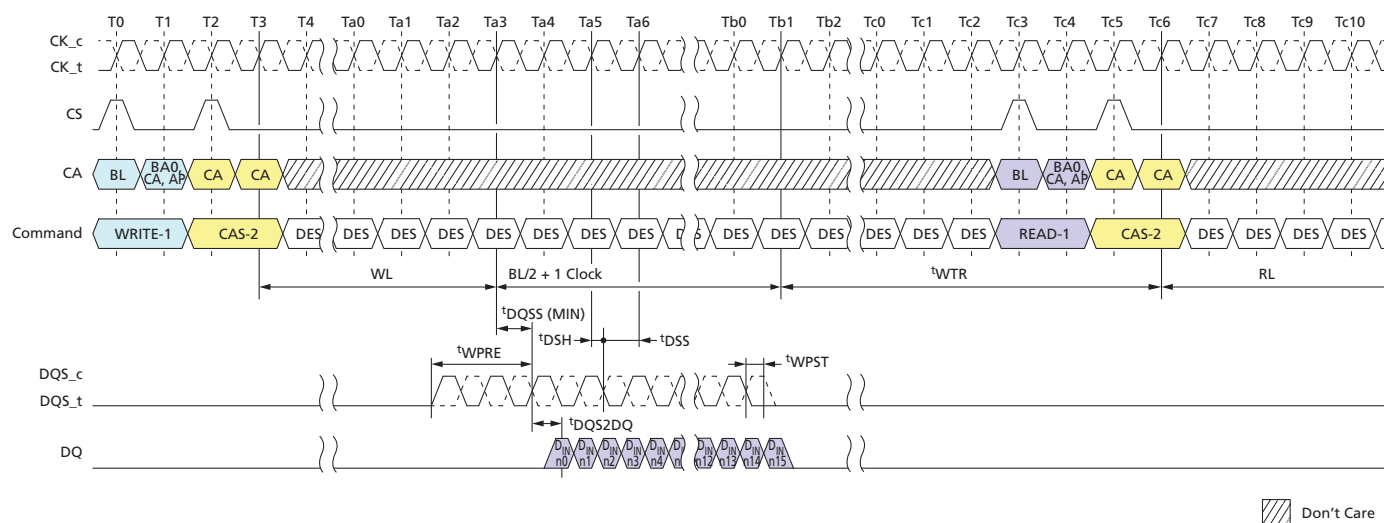 T0 T1 T2 T3 T4 Ta0 Ta1 Ta2 Ta3 Ta4 Ta5 Ta6 Tb0 Tb1 Tb2 Tc0 Tc1 Tc2 Tc3 Tc4 Tc5 Tc6 Tc7 Tc8 Tc9 Tc10
CK_c
CK_t
CS
CA BL BA0 CA, AP CA CA BL BA0 CA, AP CA CA
Command WRITE-1 CAS-2 DES DES DES DES DES DES DES DES DES DES DES DES DES DES DES READ-1 CAS-2 DES DES DES DES
WL BL/2 + 1 Clock tWTR RL
tDQSS (MIN)
tDSH tDSS
tWPRE tWPST
DQS_c
DQS_t
tDQS2DQ
DQ DIN n0 DIN n1 DIN n2 DIN n3 DIN n4 DIN n12 DIN n13 DIN n14 DIN n15
Don't Care